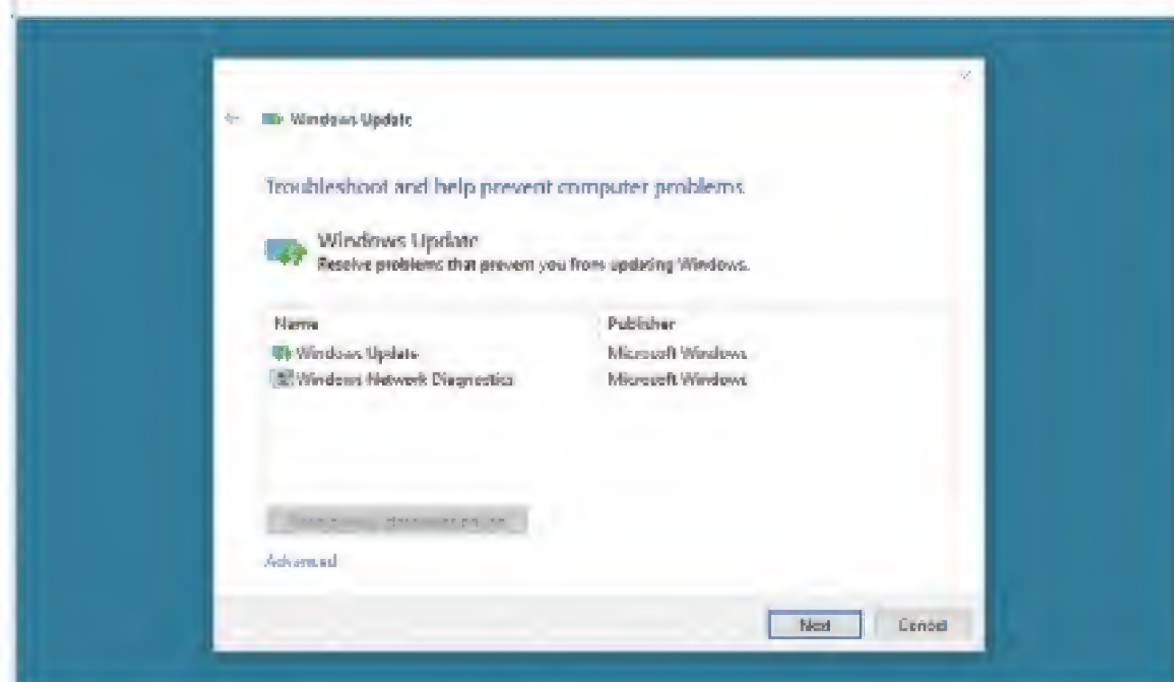 Windows Update
Troubleshoot and help prevent computer problems
Windows Update
Resolve problems that prevent you from updating Windows.
Name Publisher
Windows Update Microsoft Windows
Windows Network Diagnostics Microsoft Windows
Advanced
Next Cancel